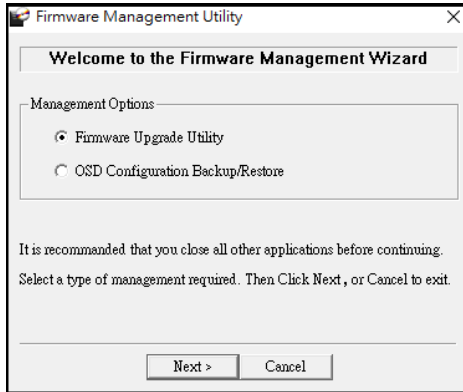 Firmware Management Utility
Welcome to the Firmware Management Wizard
Management Options
Firmware Upgrade Utility
OSD Configuration Backup/Restore
It is recommanded that you close all other applications before continuing.
Select a type of management required. Then Click Next , or Cancel to exit.
Next > Cancel